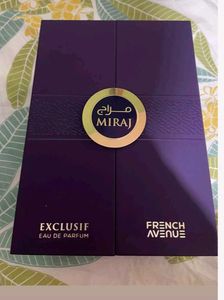 مراج
MIRAJ
EXCLUSIF
EAU DE PARFUM
FRENCH
AVENUE